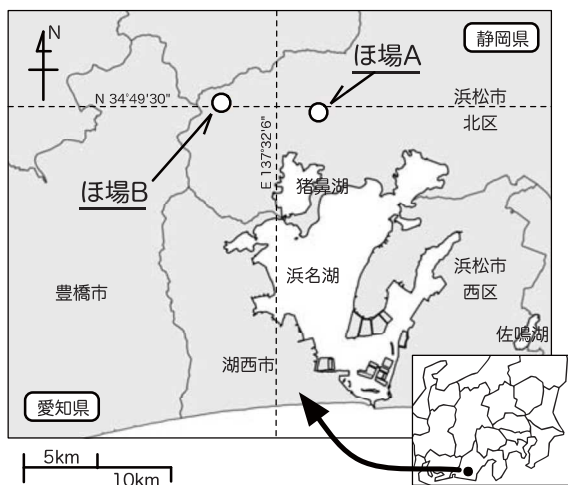 N
静岡県
ほ場A
N 34°49'30"
浜松市
北区
E 137°32'6"
ほ場B
猪鼻湖
豊橋市
浜名湖
浜松市
西区
佐鳴湖
湖西市
愛知県
5km
10km